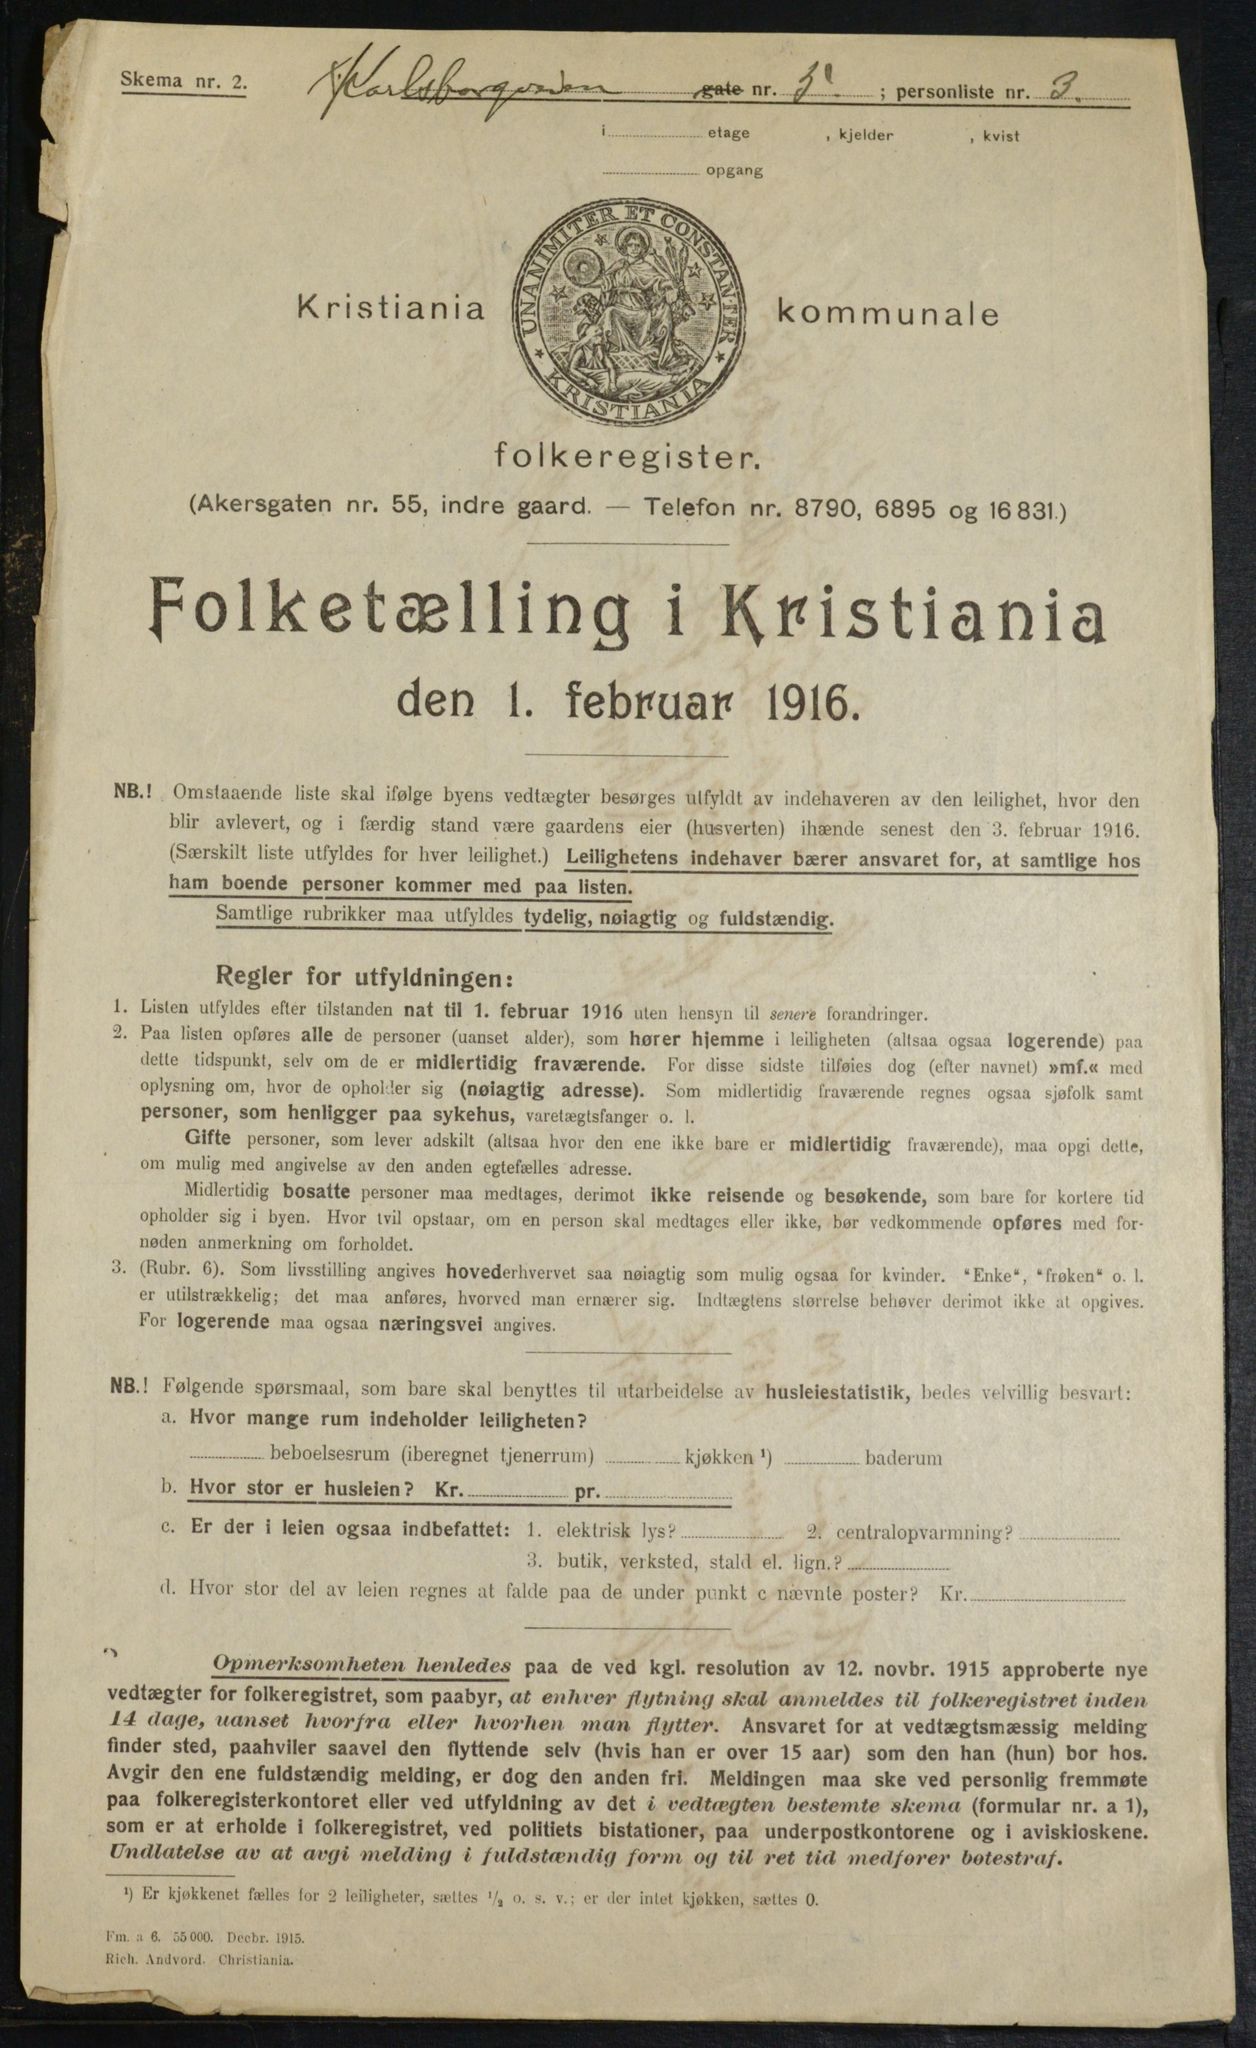 Skema nr. 2. Karlsborgveien gate nr. 3 ; personliste nr. 3.
i etage , kjelder , kvist
opgang
UNANIMITER ET CONSTANTER
KRISTIANIA
Kristiania kommunale
folkeregister.
(Akersgaten nr. 55, indre gaard. — Telefon nr. 8790, 6895 og 16831.)
Folketælling i Kristiania
den 1. februar 1916.
NB.! Omstaaende liste skal ifølge byens vedtægter besørges utfyldt av indehaveren av den leilighet, hvor den
blir avlevert, og i færdig stand være gaardens eier (husverten) ihænde senest den 3. februar 1916.
(Særskilt liste utfyldes for hver leilighet.) Leilighetens indehaver bærer ansvaret for, at samtlige hos
ham boende personer kommer med paa listen.
Samtlige rubrikker maa utfyldes tydelig, nøiagtig og fuldstændig.
Regler for utfyldningen:
1. Listen utfyldes efter tilstanden nat til 1. februar 1916 uten hensyn til senere forandringer.
2. Paa listen opføres alle de personer (uanset alder), som hører hjemme i leiligheten (altsaa ogsaa logerende) paa
dette tidspunkt, selv om de er midlertidig fraværende. For disse sidste tilføies dog (efter navnet) »mf.« med
oplysning om, hvor de opholder sig (nøiagtig adresse). Som midlertidig fraværende regnes ogsaa sjøfolk samt
personer, som henligger paa sykehus, varetægtsfanger o. l.
Gifte personer, som lever adskilt (altsaa hvor den ene ikke bare er midlertidig fraværende), maa opgi dette,
om mulig med angivelse av den anden egtefælles adresse.
Midlertidig bosatte personer maa medtages, derimot ikke reisende og besøkende, som bare for kortere tid
opholder sig i byen. Hvor tvil opstaar, om en person skal medtages eller ikke, bør vedkommende opføres med for-
nøden anmerkning om forholdet.
3. (Rubr. 6). Som livsstilling angives hovederhvervet saa nøiagtig som mulig ogsaa for kvinder. "Enke", "frøken" o. l.
er utilstrækkelig; det maa anføres, hvorved man ernærer sig. Indtægtens størrelse behøver derimot ikke at opgives.
For logerende maa ogsaa næringsvei angives.
NB.! Følgende spørsmaal, som bare skal benyttes til utarbeidelse av husleiestatistik, bedes velvillig besvart:
a. Hvor mange rum indeholder leiligheten?
beboelsesrum (iberegnet tjenerrum) kjøkken ¹) baderum
b. Hvor stor er husleien? Kr. pr.
c. Er der i leien ogsaa indbefattet: 1. elektrisk lys? 2. centralopvarmning?
3. butik, verksted, stald el. lign.?
d. Hvor stor del av leien regnes at falde paa de under punkt c nævnte poster? Kr.
Opmerksomheten henledes paa de ved kgl. resolution av 12. novbr. 1915 approberte nye
vedtægter for folkeregistret, som paabyr, at enhver flytning skal anmeldes til folkeregistret inden
14 dage, uanset hvorfra eller hvorhen man flytter. Ansvaret for at vedtægtsmæssig melding
finder sted, paahviler saavel den flyttende selv (hvis han er over 15 aar) som den han (hun) bor hos.
Avgir den ene fuldstændig melding, er dog den anden fri. Meldingen maa ske ved personlig fremmøte
paa folkeregisterkontoret eller ved utfyldning av det i vedtægten bestemte skema (formular nr. a 1),
som er at erholde i folkeregistret, ved politiets bistationer, paa underpostkontorene og i aviskioskene.
Undlatelse av at avgi melding i fuldstændig form og til ret tid medfører bøtestraf.
¹) Er kjøkkenet fælles for 2 leiligheter, sættes ½ o. s. v.; er der intet kjøkken, sættes 0.
Fm. a 6. 55000. Decbr. 1915.
Rich. Andvord. Christiania.